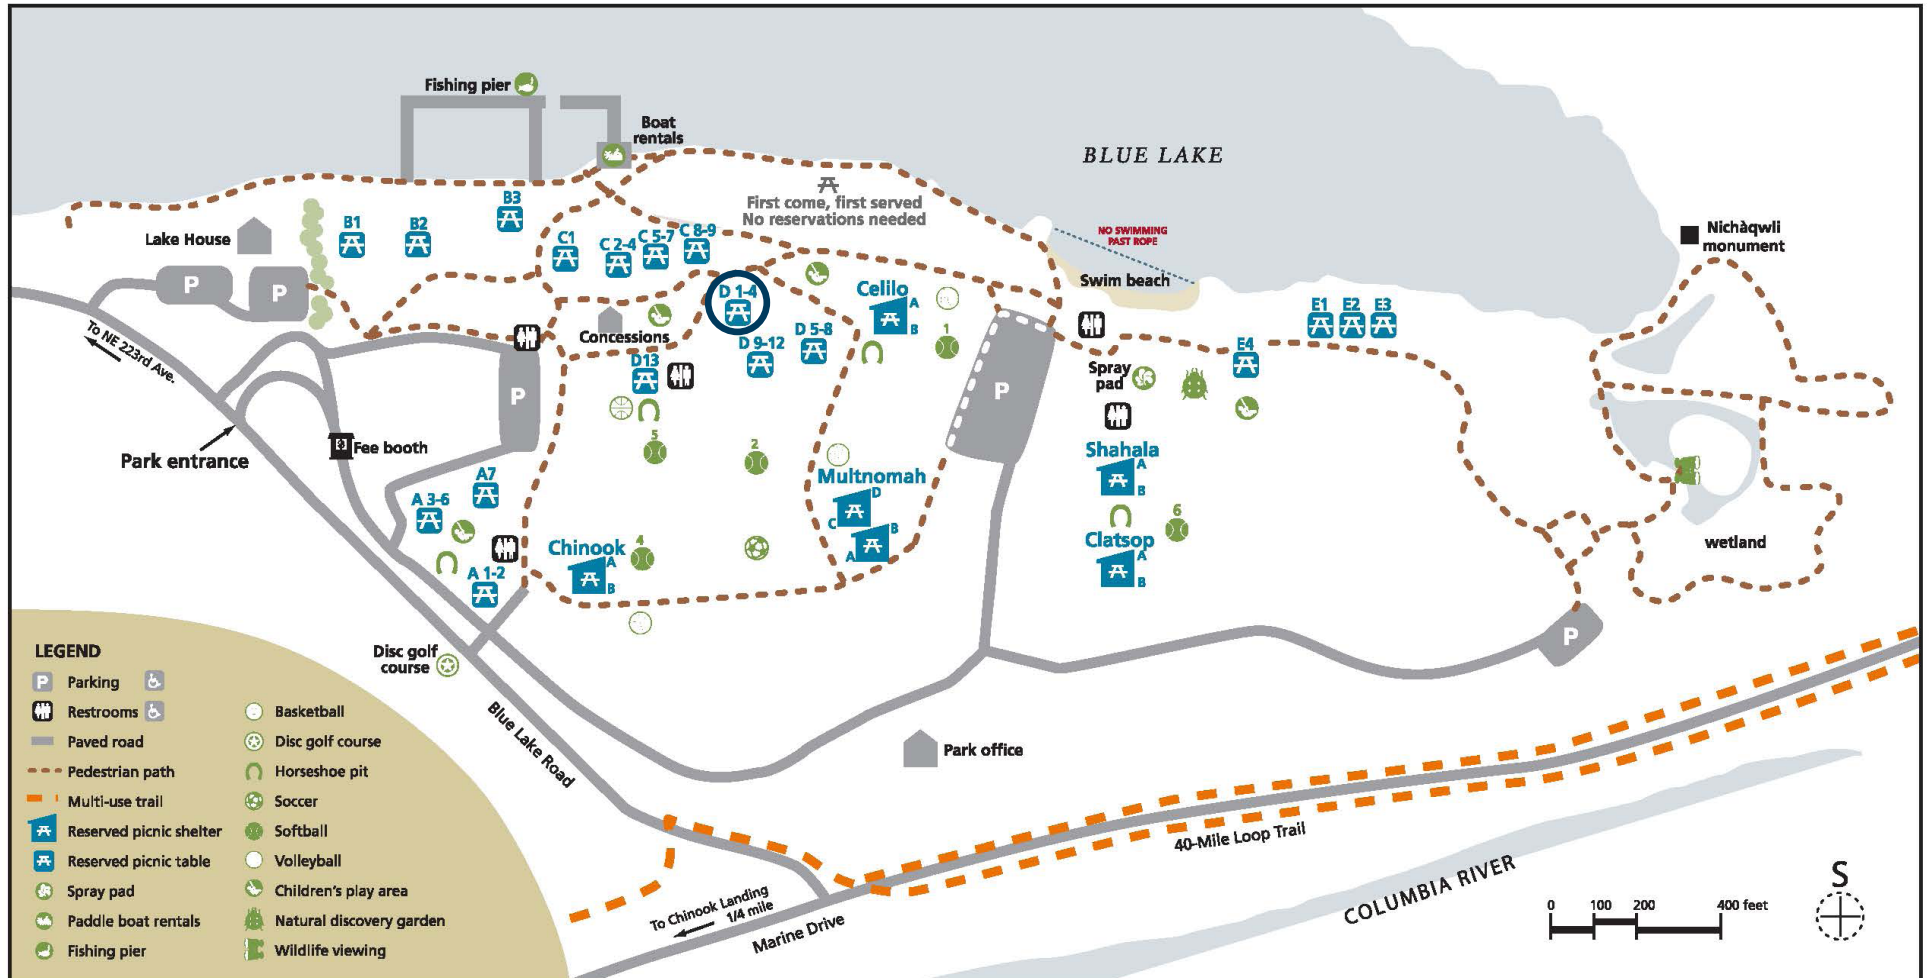 Fishing pier
Boat
rentals
BLUE LAKE
First come, first served
No reservations needed
NO SWIMMING
PAST ROPE
Swim beach
Nichàqwli
monument
Lake House
B1
B2
B3
C1
C 2-4
C 5-7
C 8-9
D 1-4
Celilo
A
B
1
E1
E2
E3
E4
P
P
To NE 223rd Ave.
Concessions
D13
D 9-12
D 5-8
P
P
Spray
pad
Park entrance
Fee booth
5
2
Multnomah
D
C
B
A
Shahala
A
B
A7
A 3-6
A 1-2
Chinook
A
B
4
6
Clatsop
A
B
wetland
P
Disc golf
course
Blue Lake Road
Park office
40-Mile Loop Trail
To Chinook Landing
1/4 mile
Marine Drive
COLUMBIA RIVER
0
100
200
400 feet
S
LEGEND
P
Parking
Restrooms
Paved road
Pedestrian path
Multi-use trail
Reserved picnic shelter
Reserved picnic table
Spray pad
Paddle boat rentals
Fishing pier
Basketball
Disc golf course
Horseshoe pit
Soccer
Softball
Volleyball
Children's play area
Natural discovery garden
Wildlife viewing